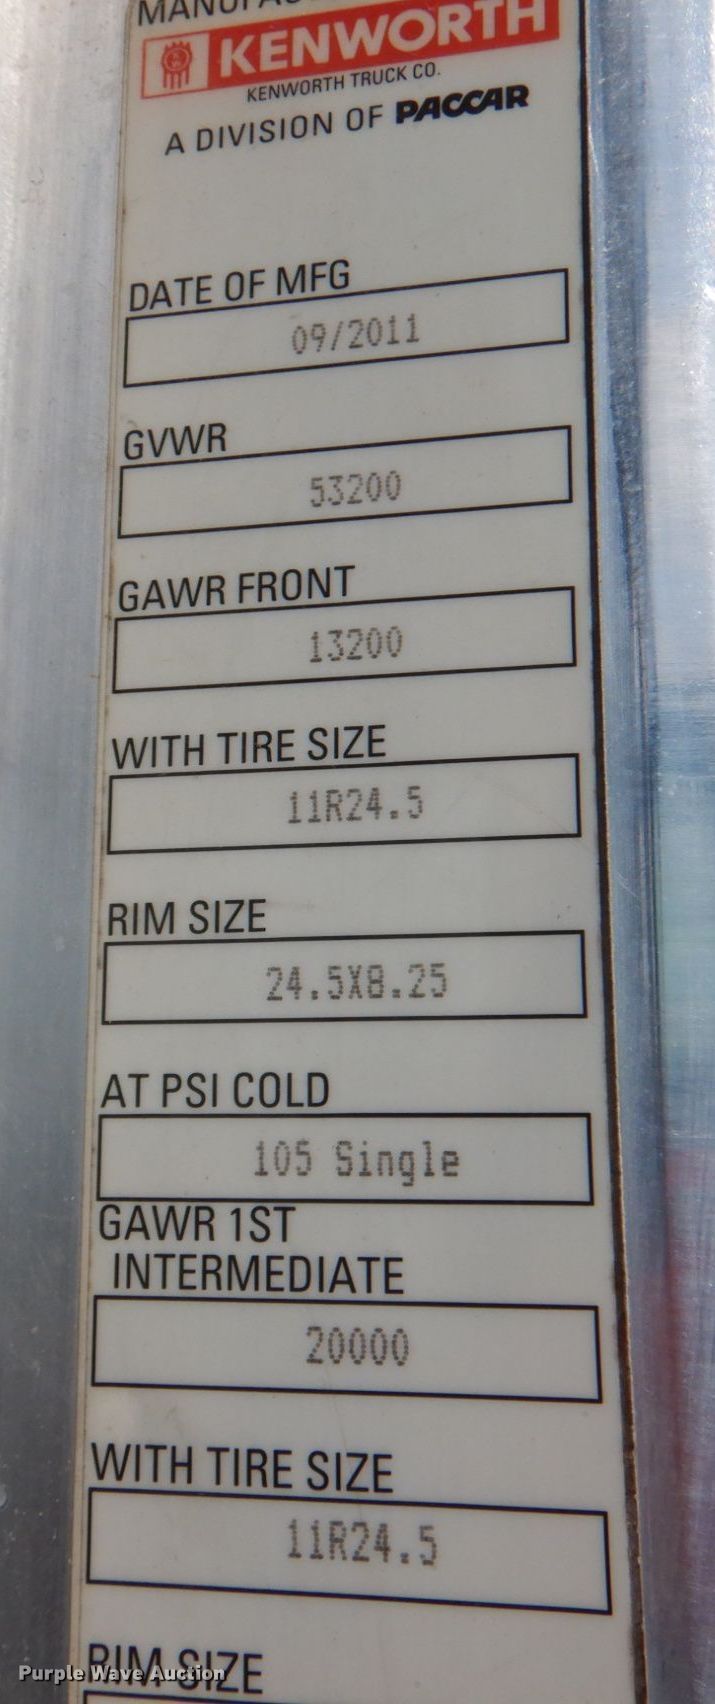 KENWORTH
KENWORTH TRUCK CO.
A DIVISION OF PACCAR
DATE OF MFG
09/2011
GVWR
53200
GAWR FRONT
13200
WITH TIRE SIZE
11R24.5
RIM SIZE
24.5X8.25
AT PSI COLD
105 Single
GAWR 1ST
INTERMEDIATE
20000
WITH TIRE SIZE
11R24.5
RIM SIZE
Purple Wave Auction